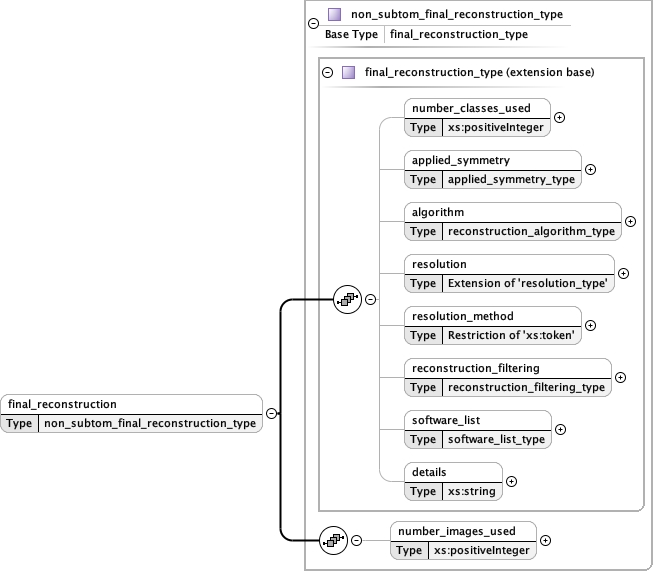 non_subtom_final_reconstruction_type
Base Type final_reconstruction_type
final_reconstruction_type (extension base)
number_classes_used
Type xs:positiveInteger
applied_symmetry
Type applied_symmetry_type
algorithm
Type reconstruction_algorithm_type
resolution
Type Extension of 'resolution_type'
resolution_method
Type Restriction of 'xs:token'
reconstruction_filtering
Type reconstruction_filtering_type
software_list
Type software_list_type
details
Type xs:string
final_reconstruction
Type non_subtom_final_reconstruction_type
number_images_used
Type xs:positiveInteger